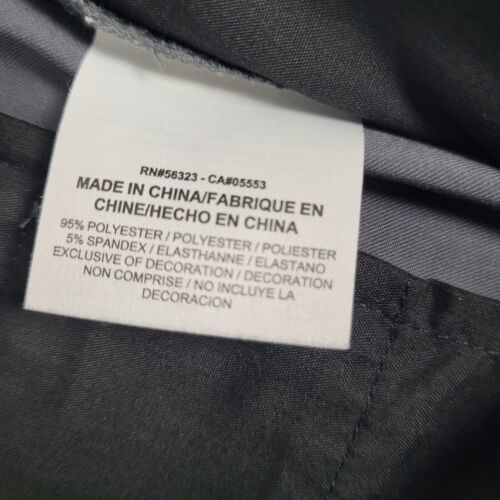 RN#56323 - CA#05553
MADE IN CHINA/FABRIQUE EN
CHINE/HECHO EN CHINA
95% POLYESTER / POLYESTER / POLIESTER
5% SPANDEX / ELASTHANNE / ELASTANO
EXCLUSIVE OF DECORATION / DECORATION
NON COMPRISE / NO INCLUYE LA
DECORACION